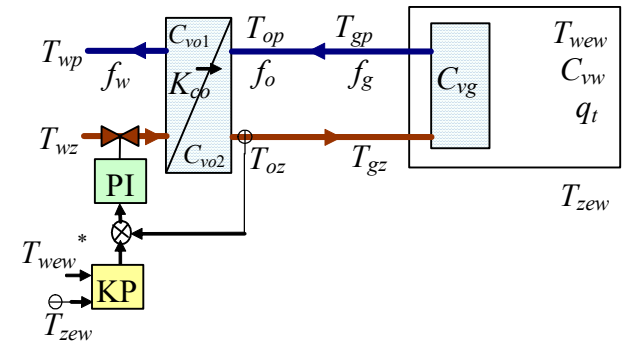 T_wp
f_w
C_vo1
K_co
C_vo2
T_op
f_o
T_gp
f_g
C_vg
T_wew
C_vw
q_t
T_wz
T_oz
T_gz
T_zew
PI
T_wew*
KP
T_zew